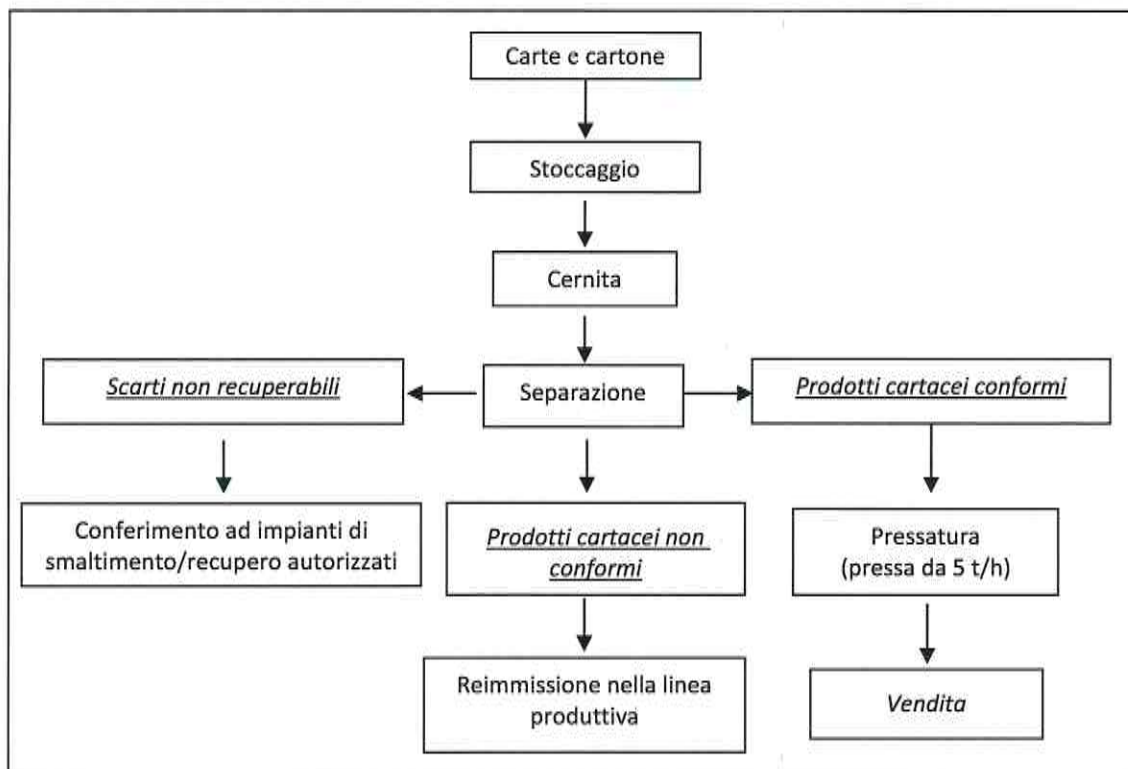 Carte e cartone
Stoccaggio
Cernita
Scarti non recuperabili
Separazione
Prodotti cartacei conformi
Conferimento ad impianti di
smaltimento/recupero autorizzati
Prodotti cartacei non
conformi
Pressatura
(pressa da 5 t/h)
Reimmissione nella linea
produttiva
Vendita